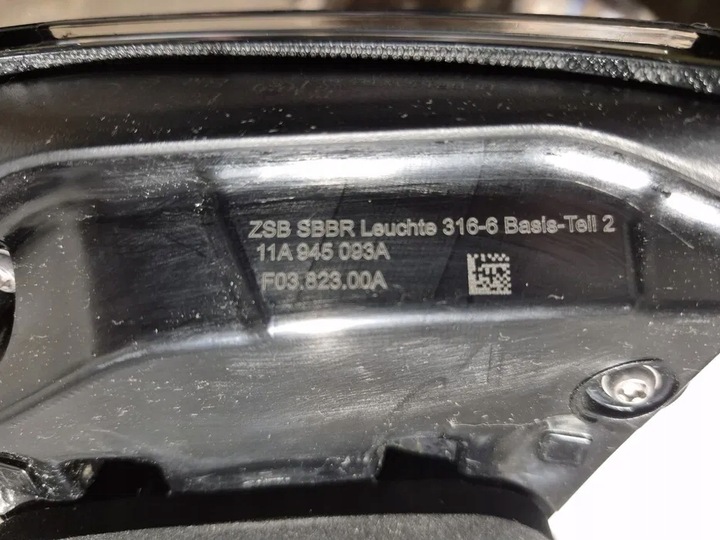 ZSB SBBR Leuchte 316-6 Basis-Teil 2
11A 945 093A
F03.823.00A